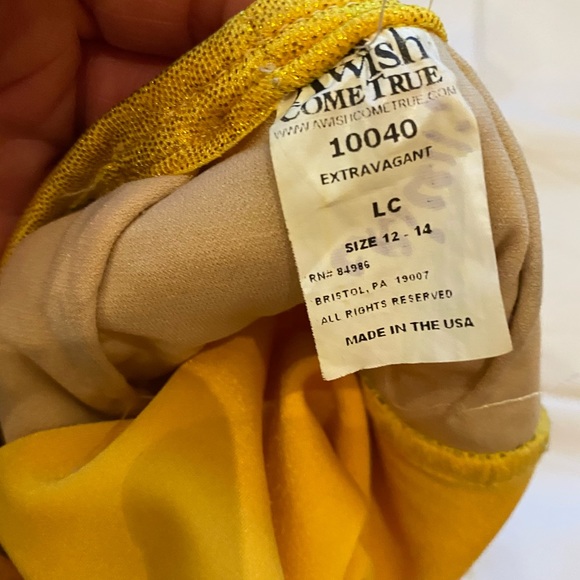 A Wish
COME TRUE
WWW.AWISHCOMETRUE.COM
10040
EXTRAVAGANT
LC
SIZE 12 - 14
RN# 84986
BRISTOL, PA 19007
ALL RIGHTS RESERVED
MADE IN THE USA